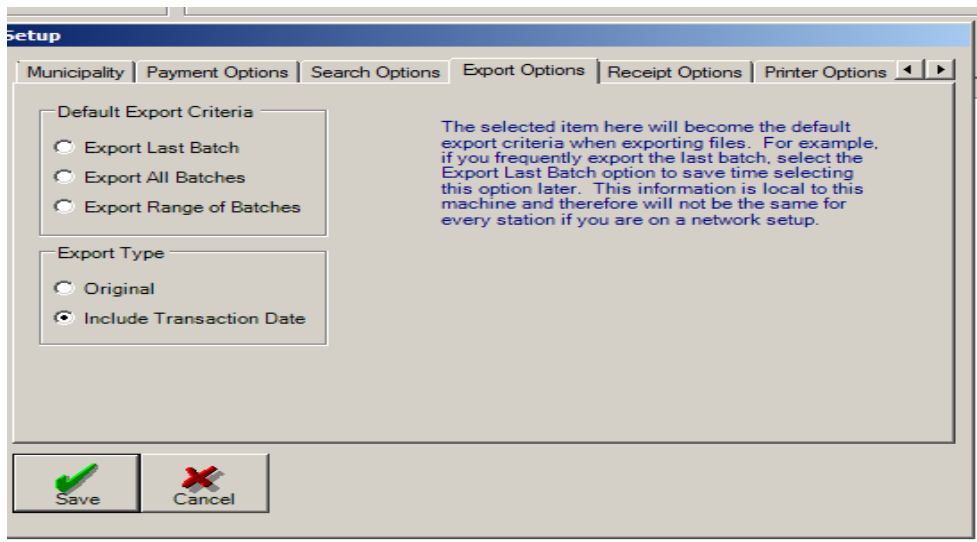 Setup
Municipality Payment Options Search Options Export Options Receipt Options Printer Options
Default Export Criteria
Export Last Batch
Export All Batches
Export Range of Batches
The selected item here will become the default
export criteria when exporting files. For example,
if you frequently export the last batch, select the
Export Last Batch option to save time selecting
this option later. This information is local to this
machine and therefore will not be the same for
every station if you are on a network setup.
Export Type
Original
Include Transaction Date
Save Cancel